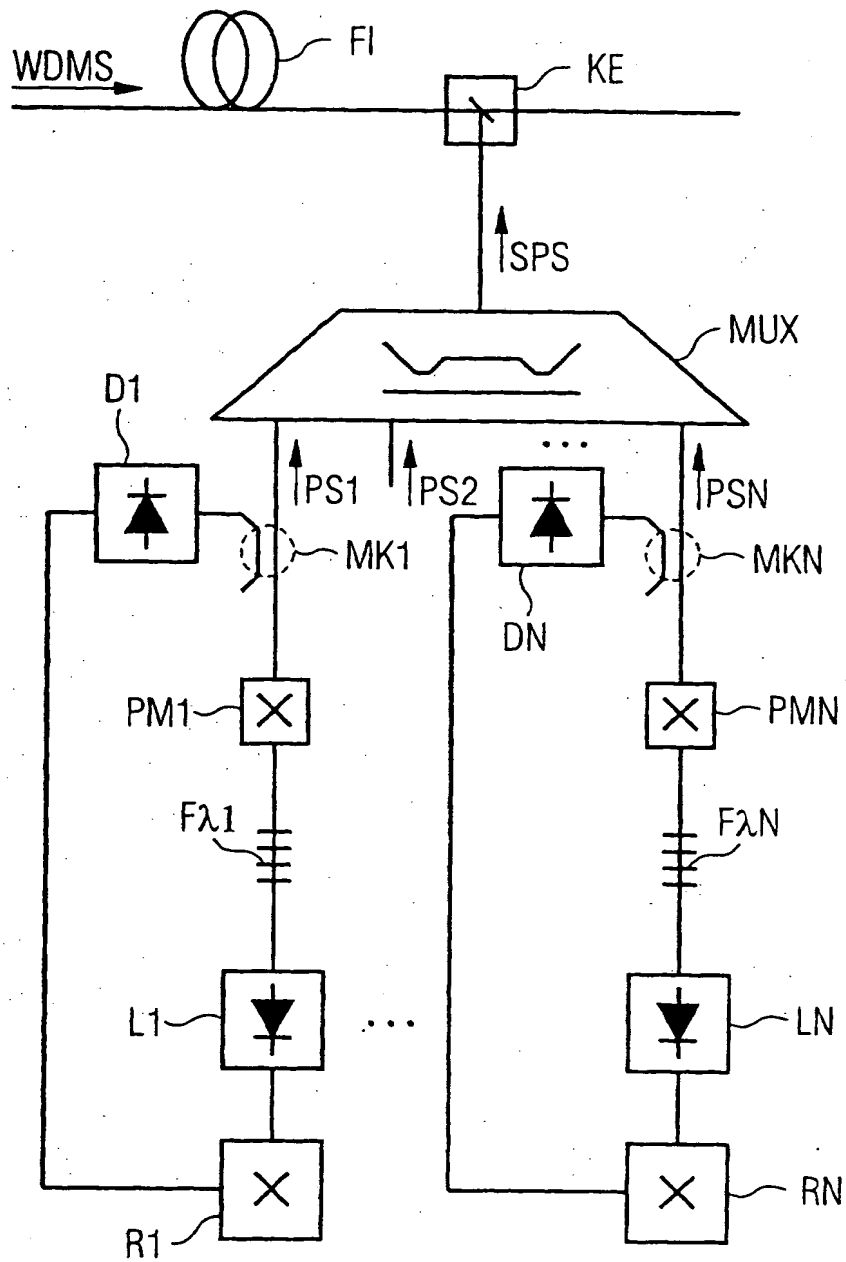 FI
WDMS
KE
SPS
MUX
D1
...
PS1
PS2
PSN
MK1
MKN
DN
PM1
PMN
Fλ1
FλN
L1
...
LN
R1
RN